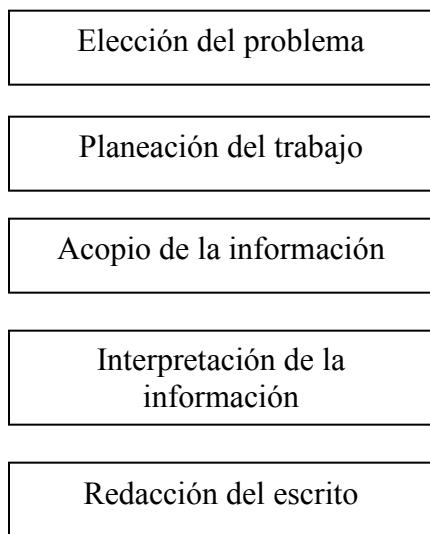 Elección del problema
Planeación del trabajo
Acopio de la información
Interpretación de la
información
Redacción del escrito